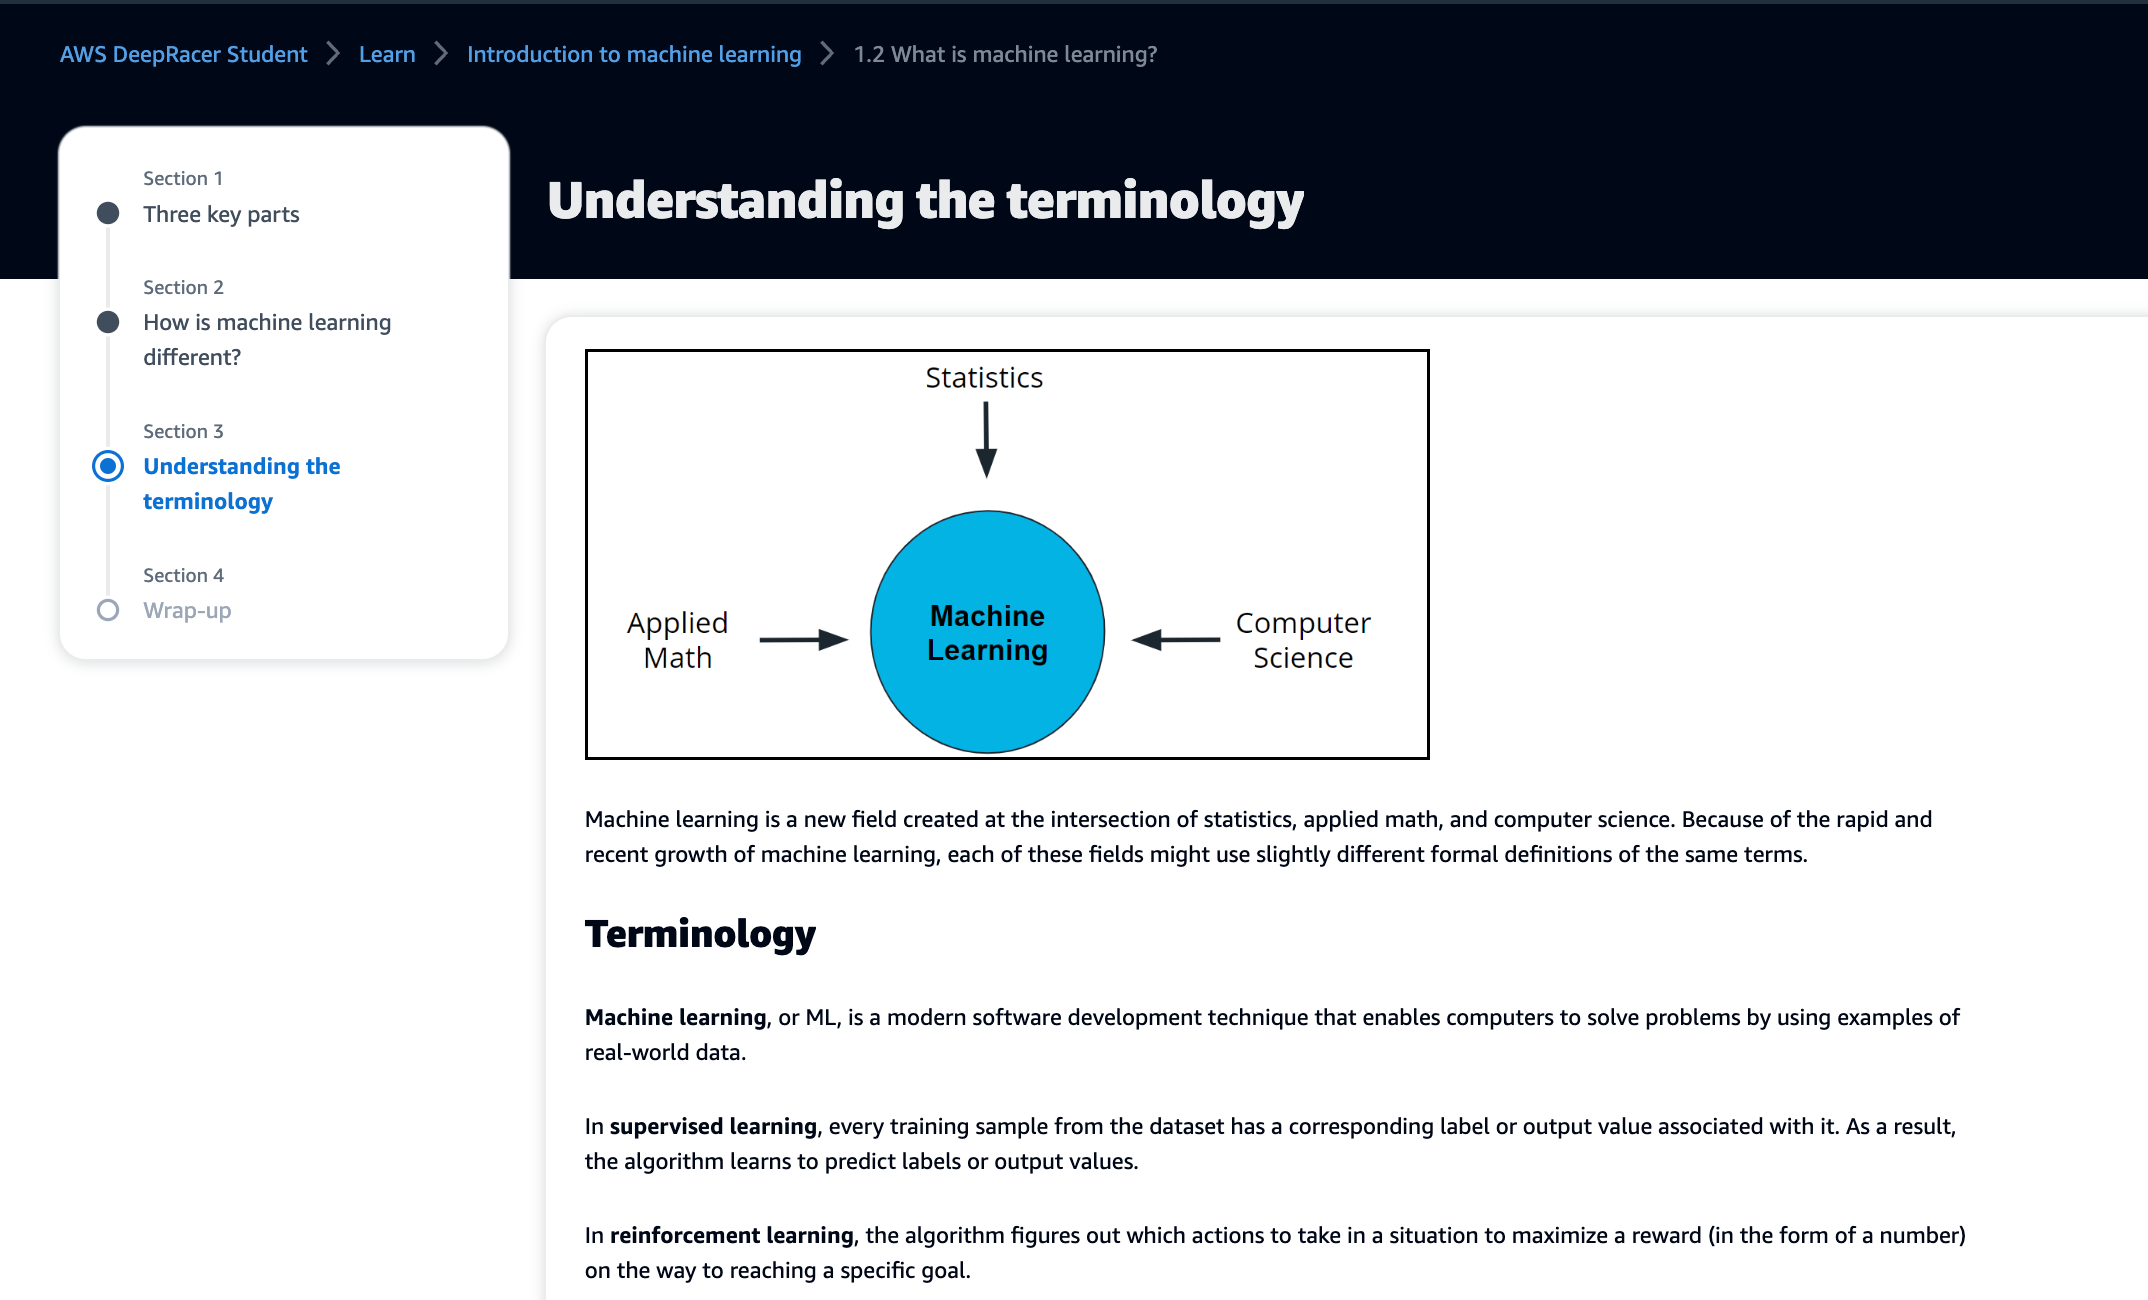 AWS DeepRacer Student > Learn > Introduction to machine learning > 1.2 What is machine learning?
Section 1
Three key parts
Section 2
How is machine learning
different?
Section 3
Understanding the
terminology
Section 4
Wrap-up
Understanding the terminology
Statistics
Applied
Math
Machine
Learning
Computer
Science
Machine learning is a new field created at the intersection of statistics, applied math, and computer science. Because of the rapid and
recent growth of machine learning, each of these fields might use slightly different formal definitions of the same terms.
Terminology
Machine learning, or ML, is a modern software development technique that enables computers to solve problems by using examples of
real-world data.
In supervised learning, every training sample from the dataset has a corresponding label or output value associated with it. As a result,
the algorithm learns to predict labels or output values.
In reinforcement learning, the algorithm figures out which actions to take in a situation to maximize a reward (in the form of a number)
on the way to reaching a specific goal.